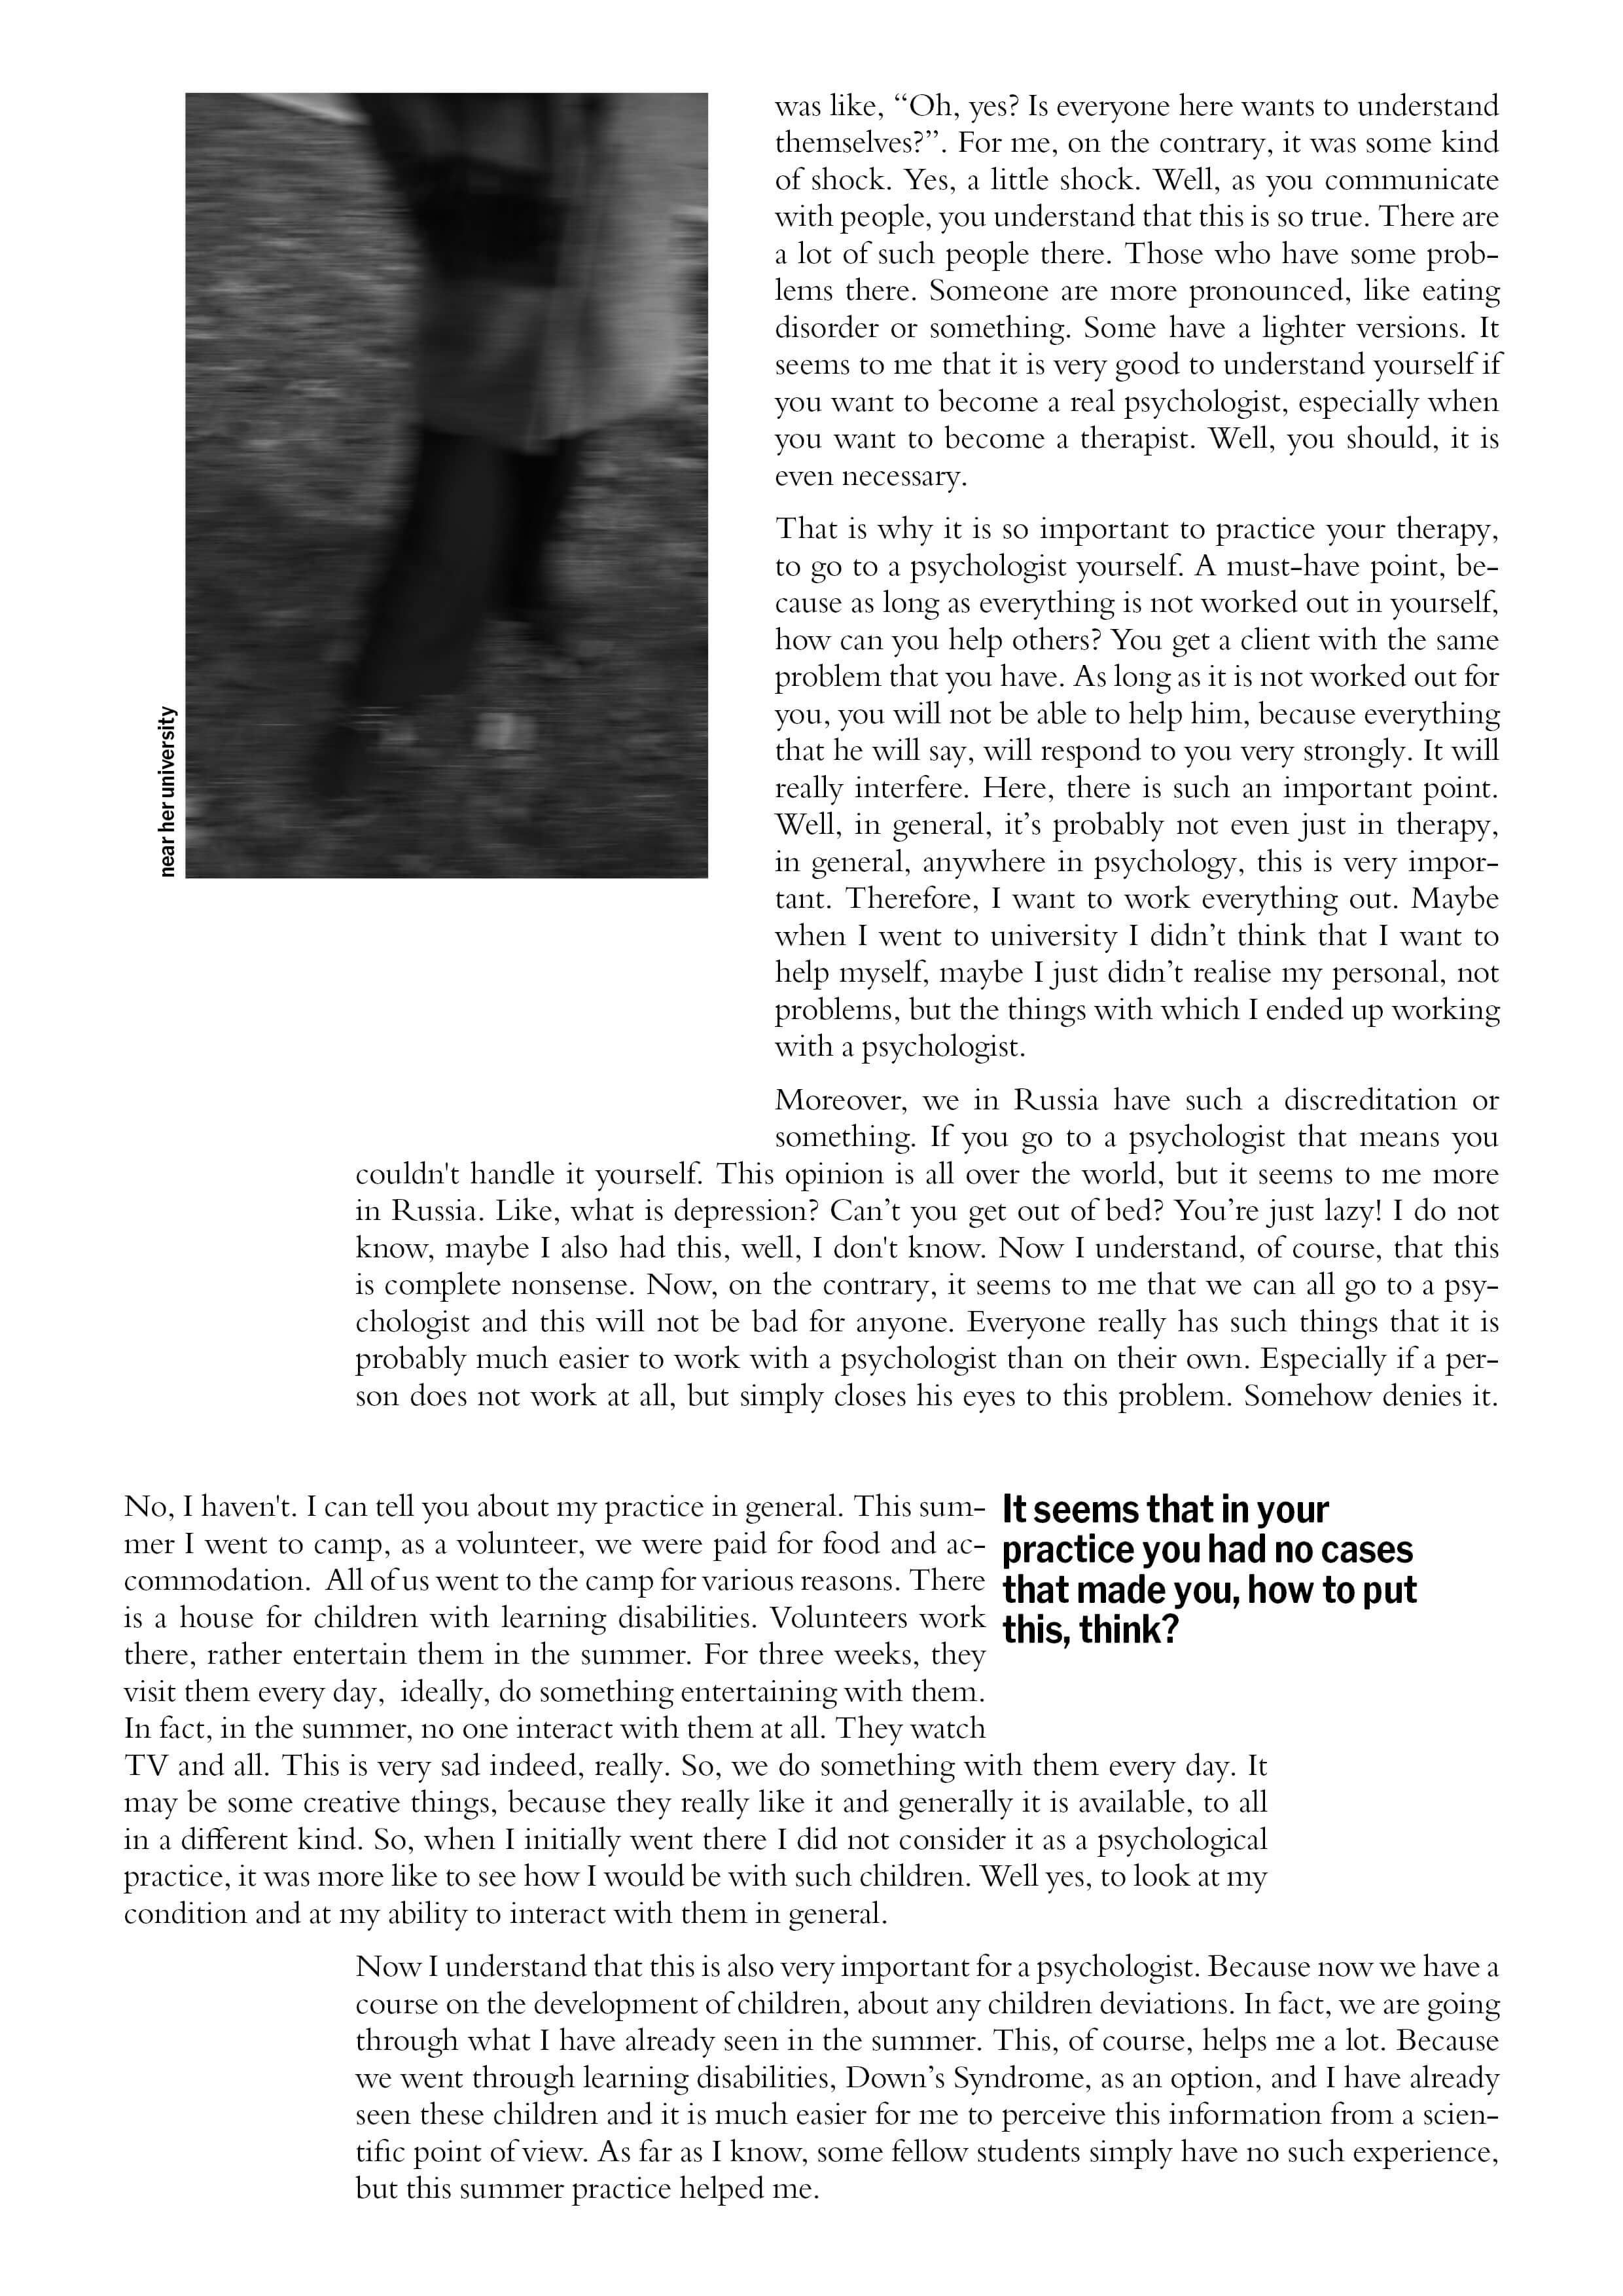 near her university
was like, “Oh, yes? Is everyone here wants to understand
themselves?”. For me, on the contrary, it was some kind
of shock. Yes, a little shock. Well, as you communicate
with people, you understand that this is so true. There are
a lot of such people there. Those who have some prob-
lems there. Someone are more pronounced, like eating
disorder or something. Some have a lighter versions. It
seems to me that it is very good to understand yourself if
you want to become a real psychologist, especially when
you want to become a therapist. Well, you should, it is
even necessary.
That is why it is so important to practice your therapy,
to go to a psychologist yourself. A must-have point, be-
cause as long as everything is not worked out in yourself,
how can you help others? You get a client with the same
problem that you have. As long as it is not worked out for
you, you will not be able to help him, because everything
that he will say, will respond to you very strongly. It will
really interfere. Here, there is such an important point.
Well, in general, it’s probably not even just in therapy,
in general, anywhere in psychology, this is very impor-
tant. Therefore, I want to work everything out. Maybe
when I went to university I didn’t think that I want to
help myself, maybe I just didn’t realise my personal, not
problems, but the things with which I ended up working
with a psychologist.
Moreover, we in Russia have such a discreditation or
something. If you go to a psychologist that means you
couldn't handle it yourself. This opinion is all over the world, but it seems to me more
in Russia. Like, what is depression? Can’t you get out of bed? You’re just lazy! I do not
know, maybe I also had this, well, I don't know. Now I understand, of course, that this
is complete nonsense. Now, on the contrary, it seems to me that we can all go to a psy-
chologist and this will not be bad for anyone. Everyone really has such things that it is
probably much easier to work with a psychologist than on their own. Especially if a per-
son does not work at all, but simply closes his eyes to this problem. Somehow denies it.
It seems that in your
practice you had no cases
that made you, how to put
this, think?
No, I haven't. I can tell you about my practice in general. This sum-
mer I went to camp, as a volunteer, we were paid for food and ac-
commodation. All of us went to the camp for various reasons. There
is a house for children with learning disabilities. Volunteers work
there, rather entertain them in the summer. For three weeks, they
visit them every day, ideally, do something entertaining with them.
In fact, in the summer, no one interact with them at all. They watch
TV and all. This is very sad indeed, really. So, we do something with them every day. It
may be some creative things, because they really like it and generally it is available, to all
in a different kind. So, when I initially went there I did not consider it as a psychological
practice, it was more like to see how I would be with such children. Well yes, to look at my
condition and at my ability to interact with them in general.
Now I understand that this is also very important for a psychologist. Because now we have a
course on the development of children, about any children deviations. In fact, we are going
through what I have already seen in the summer. This, of course, helps me a lot. Because
we went through learning disabilities, Down’s Syndrome, as an option, and I have already
seen these children and it is much easier for me to perceive this information from a scien-
tific point of view. As far as I know, some fellow students simply have no such experience,
but this summer practice helped me.